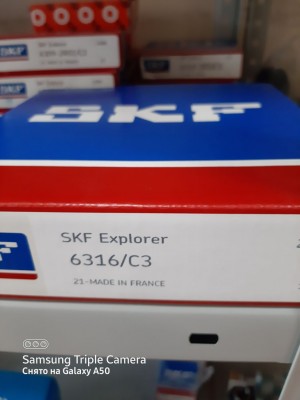 SKF
SKF Explorer
6316/C3
21-MADE IN FRANCE
Samsung Triple Camera
Снято на Galaxy A50